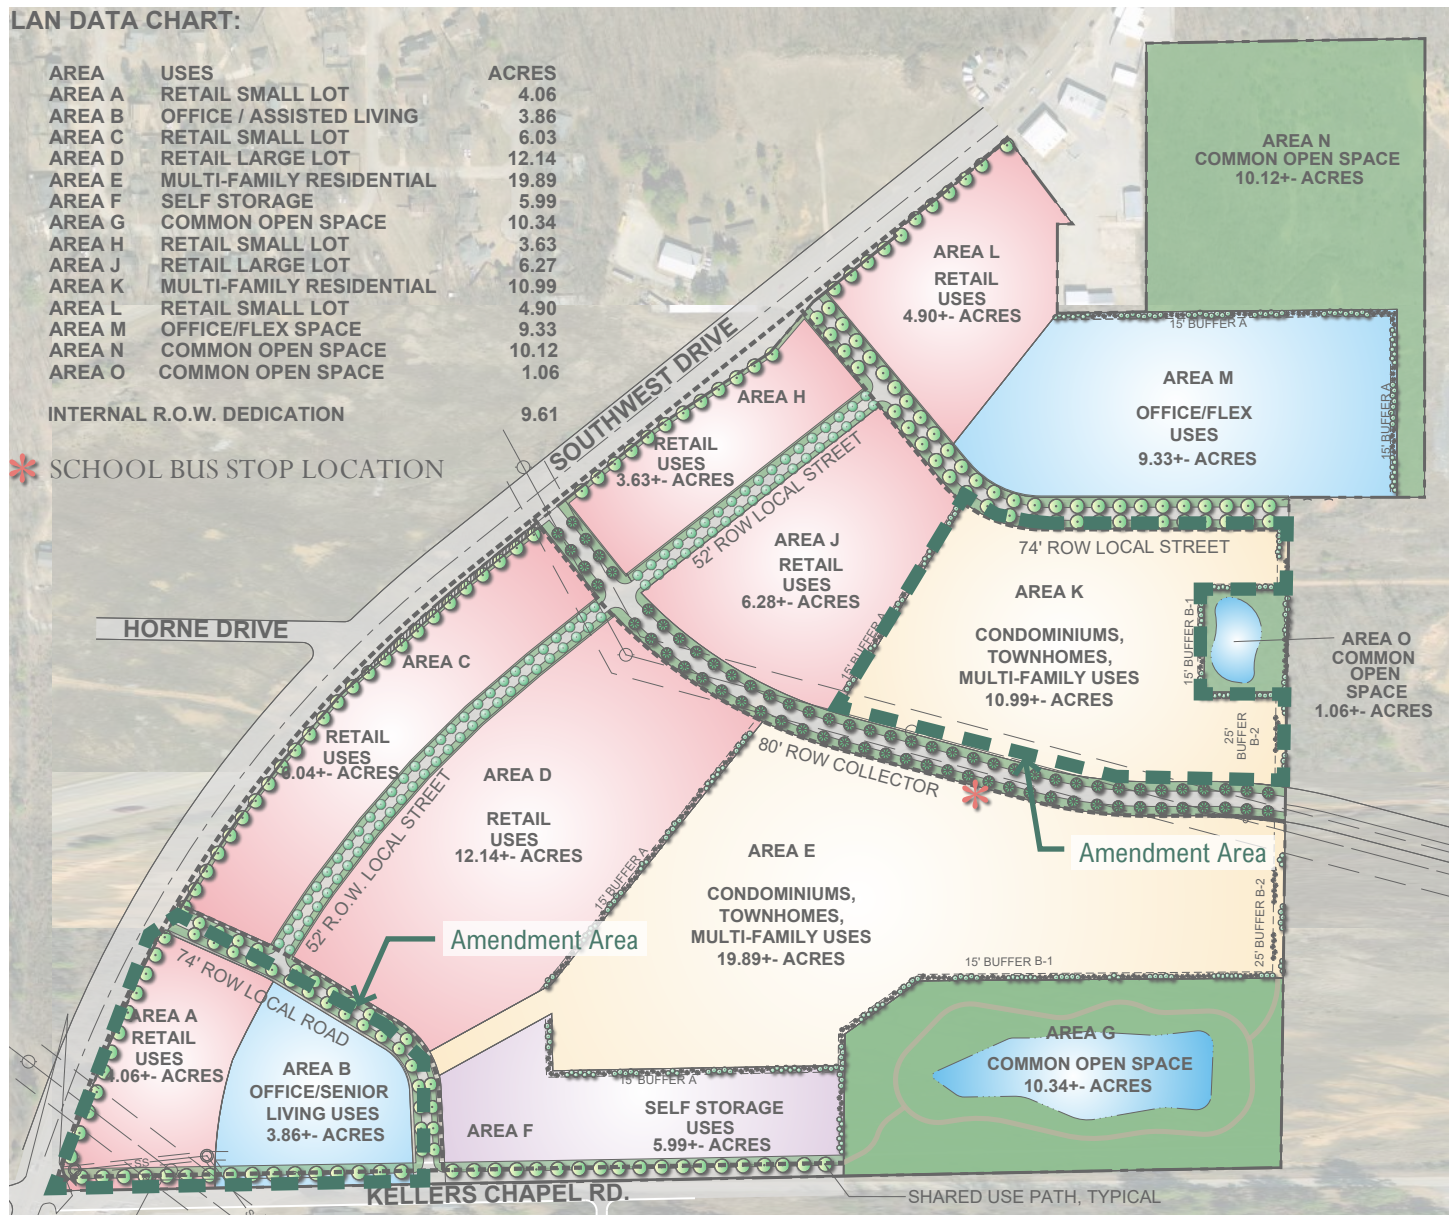 LAN DATA CHART:
AREA USES ACRES
AREA A RETAIL SMALL LOT 4.06
AREA B OFFICE / ASSISTED LIVING 3.86
AREA C RETAIL SMALL LOT 6.03
AREA D RETAIL LARGE LOT 12.14
AREA E MULTI-FAMILY RESIDENTIAL 19.89
AREA F SELF STORAGE 5.99
AREA G COMMON OPEN SPACE 10.34
AREA H RETAIL SMALL LOT 3.63
AREA J RETAIL LARGE LOT 6.27
AREA K MULTI-FAMILY RESIDENTIAL 10.99
AREA L RETAIL SMALL LOT 4.90
AREA M OFFICE/FLEX SPACE 9.33
AREA N COMMON OPEN SPACE 10.12
AREA O COMMON OPEN SPACE 1.06
INTERNAL R.O.W. DEDICATION 9.61
SCHOOL BUS STOP LOCATION
AREA N
COMMON OPEN SPACE
10.12+- ACRES
AREA L
RETAIL
USES
4.90+- ACRES
15' BUFFER A
AREA M
OFFICE/FLEX
USES
9.33+- ACRES
15' BUFFER A
SOUTHWEST DRIVE
AREA H
RETAIL
USES
3.63+- ACRES
52' ROW LOCAL STREET
AREA J
RETAIL
USES
6.28+- ACRES
15' BUFFER A
74' ROW LOCAL STREET
AREA K
CONDOMINIUMS,
TOWNHOMES,
MULTI-FAMILY USES
10.99+- ACRES
15' BUFFER B-1
25'
BUFFER
B-2
AREA O
COMMON
OPEN
SPACE
1.06+- ACRES
HORNE DRIVE
AREA C
RETAIL
USES
6.04+- ACRES
52' R.O.W. LOCAL STREET
AREA D
RETAIL
USES
12.14+- ACRES
80' ROW COLLECTOR
15' BUFFER A
AREA E
CONDOMINIUMS,
TOWNHOMES,
MULTI-FAMILY USES
19.89+- ACRES
Amendment Area
25' BUFFER B-2
15' BUFFER B-1
Amendment Area
74' ROW LOCAL ROAD
AREA A
RETAIL
USES
4.06+- ACRES
AREA B
OFFICE/SENIOR
LIVING USES
3.86+- ACRES
15' BUFFER A
AREA F
SELF STORAGE
USES
5.99+- ACRES
AREA G
COMMON OPEN SPACE
10.34+- ACRES
SS
KELLERS CHAPEL RD.
SHARED USE PATH, TYPICAL